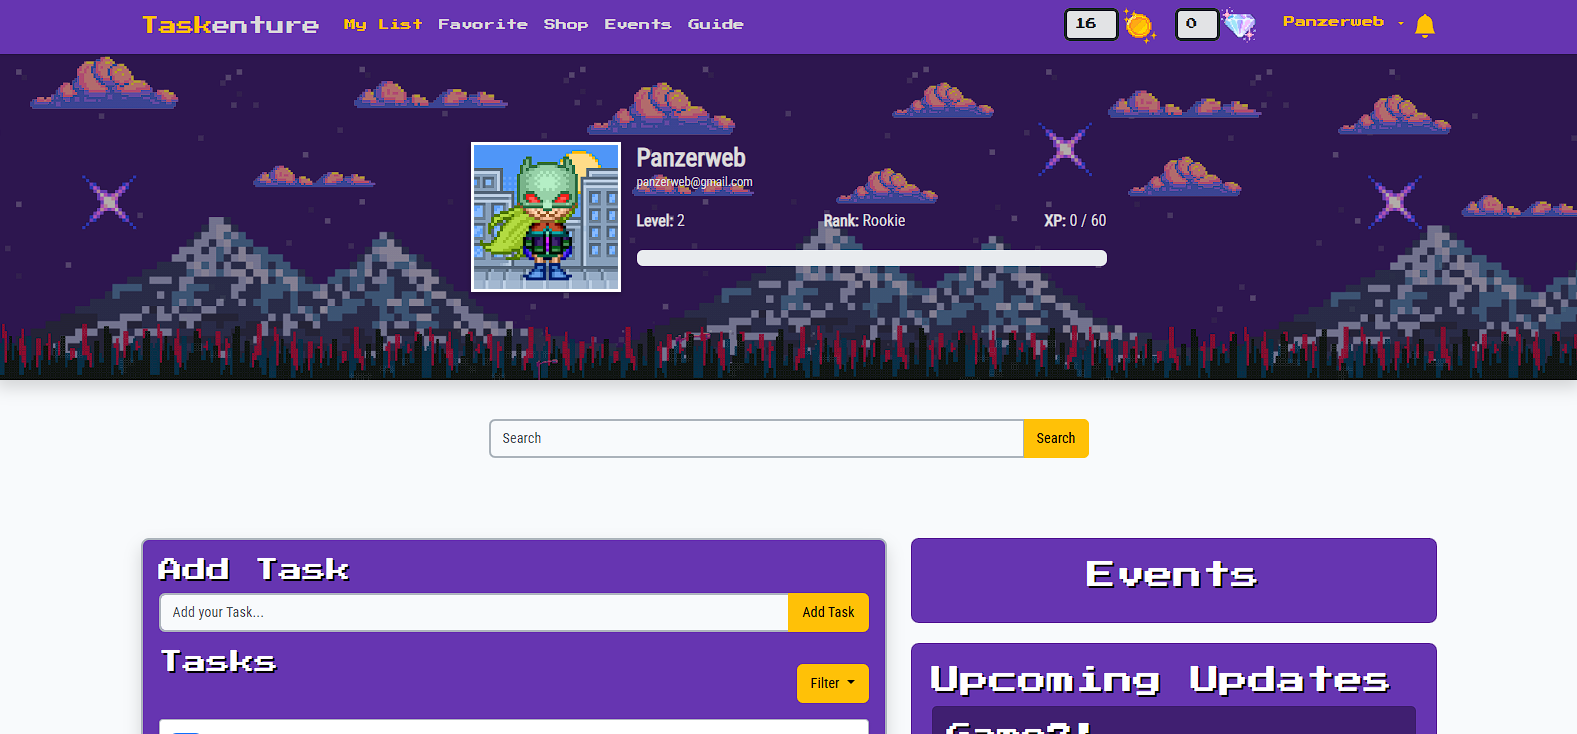 Taskenture My List Favorite Shop Events Guide 16 0 Panzerweb
Panzerweb
panzerweb@gmail.com
Level: 2 Rank: Rookie XP: 0 / 60
Search Search
Add Task
Add your Task... Add Task
Tasks
Filter
Events
Upcoming Updates
Game?!